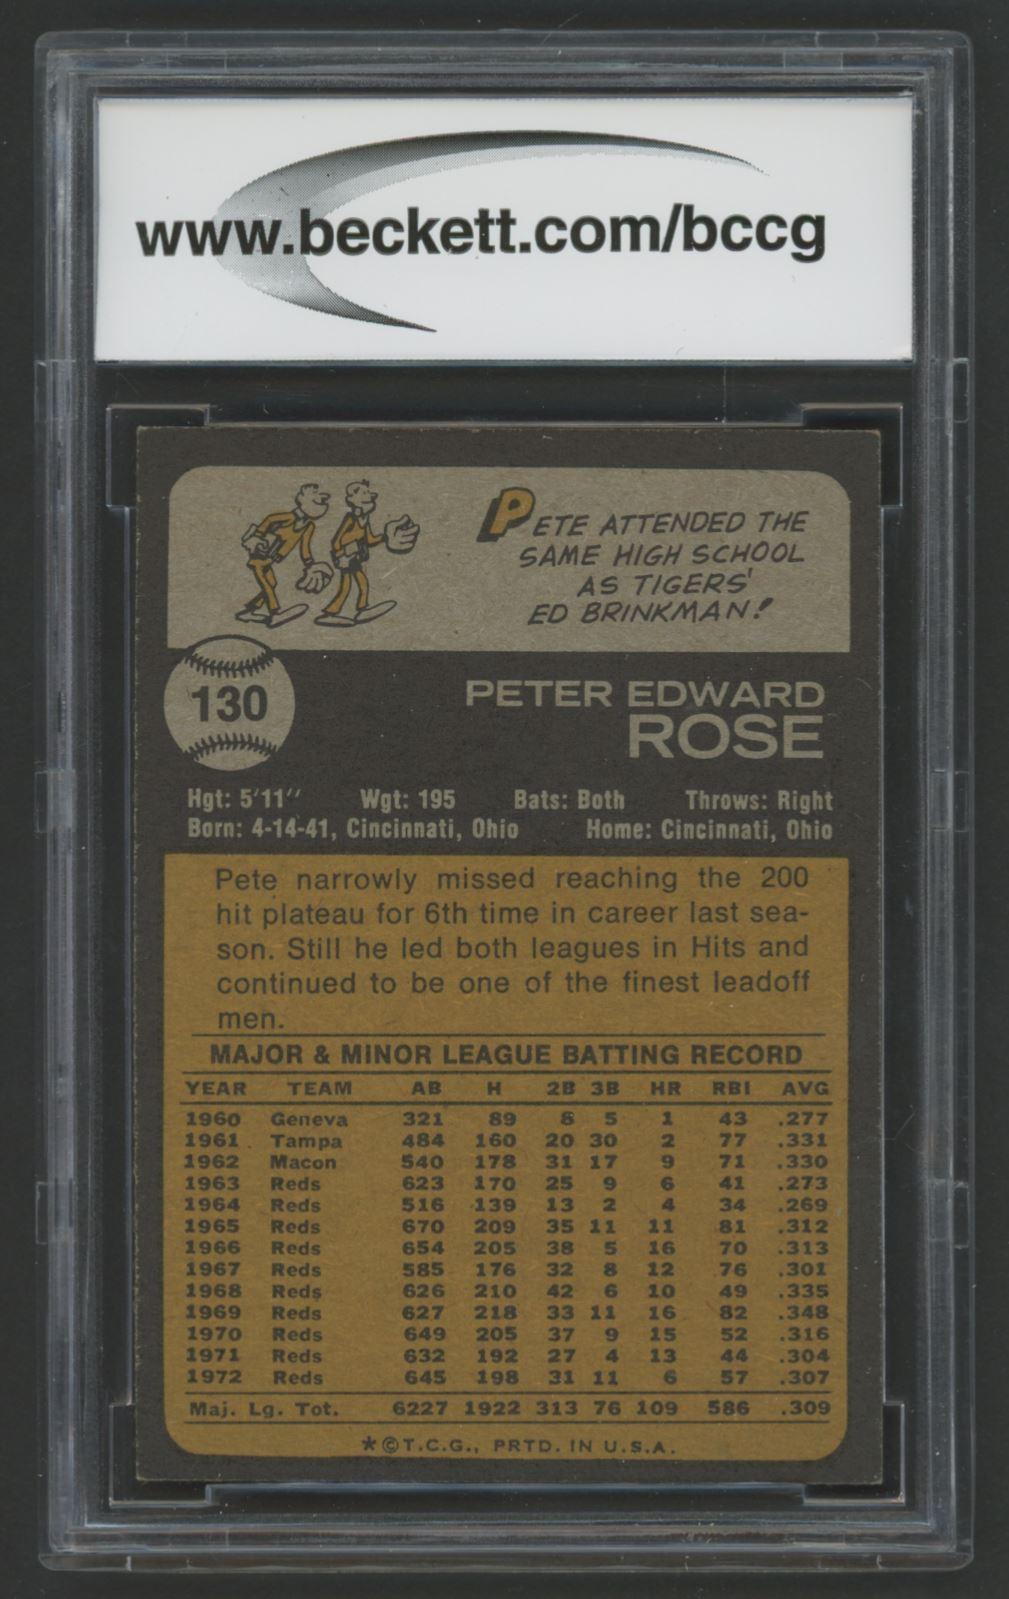 www.beckett.com/bccg
PETE ATTENDED THE
SAME HIGH SCHOOL
AS TIGERS'
ED BRINKMAN!
130
PETER EDWARD
ROSE
Hgt: 5'11'' Wgt: 195 Bats: Both Throws: Right
Born: 4-14-41, Cincinnati, Ohio Home: Cincinnati, Ohio
Pete narrowly missed reaching the 200
hit plateau for 6th time in career last sea-
son. Still he led both leagues in Hits and
continued to be one of the finest leadoff
men.
MAJOR & MINOR LEAGUE BATTING RECORD
YEAR TEAM AB H 2B 3B HR RBI AVG
1960 Geneva 321 89 8 5 1 43 .277
1961 Tampa 484 160 20 30 2 77 .331
1962 Macon 540 178 31 17 9 71 .330
1963 Reds 623 170 25 9 6 41 .273
1964 Reds 516 139 13 2 4 34 .269
1965 Reds 670 209 35 11 11 81 .312
1966 Reds 654 205 38 5 16 70 .313
1967 Reds 585 176 32 8 12 76 .301
1968 Reds 626 210 42 6 10 49 .335
1969 Reds 627 218 33 11 16 82 .348
1970 Reds 649 205 37 9 15 52 .316
1971 Reds 632 192 27 4 13 44 .304
1972 Reds 645 198 31 11 6 57 .307
Maj. Lg. Tot. 6227 1922 313 76 109 586 .309
*©T.C.G., PRTD. IN U.S.A.